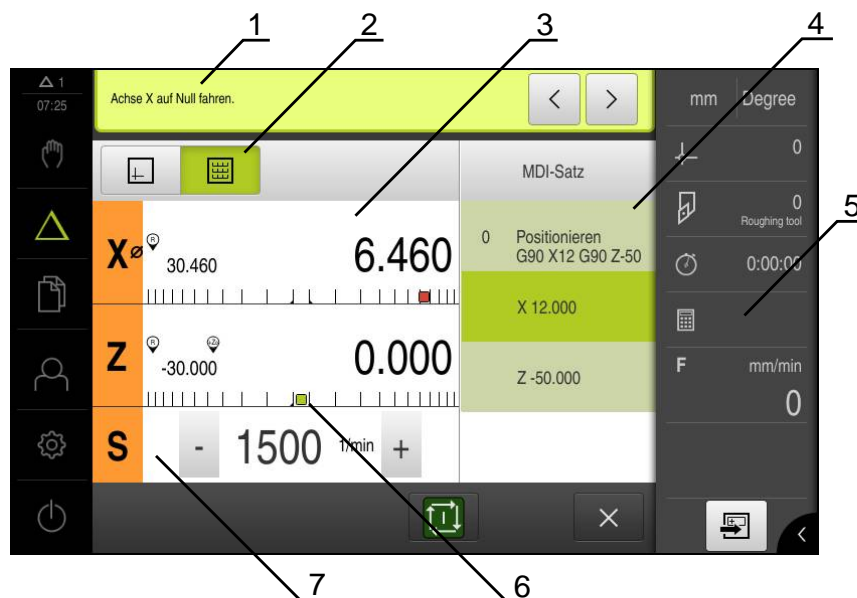 1
2
3
4
5
6
7
△ 1
07:25
Achse X auf Null fahren.
< >
MDI-Satz
X ø
R
30.460
6.460
Z
R
-30.000
0.000
S
- 1500 1/min +
0 Positionieren
G90 X12 G90 Z-50
X 12.000
Z -50.000
mm Degree
0
0
Roughing tool
0:00:00
F mm/min
0